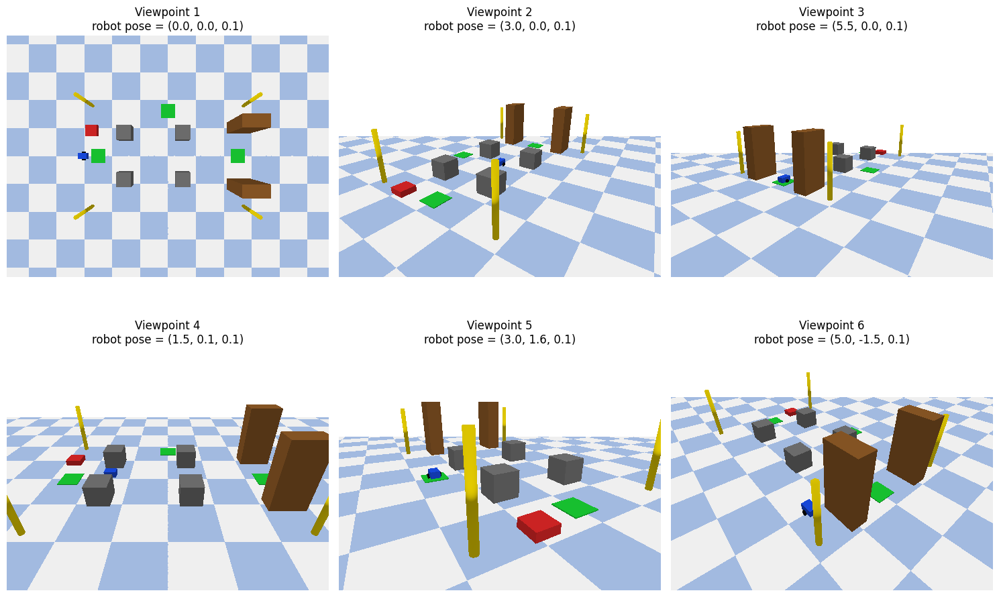 Viewpoint 1
robot pose = (0.0, 0.0, 0.1)
Viewpoint 2
robot pose = (3.0, 0.0, 0.1)
Viewpoint 3
robot pose = (5.5, 0.0, 0.1)
Viewpoint 4
robot pose = (1.5, 0.1, 0.1)
Viewpoint 5
robot pose = (3.0, 1.6, 0.1)
Viewpoint 6
robot pose = (5.0, -1.5, 0.1)